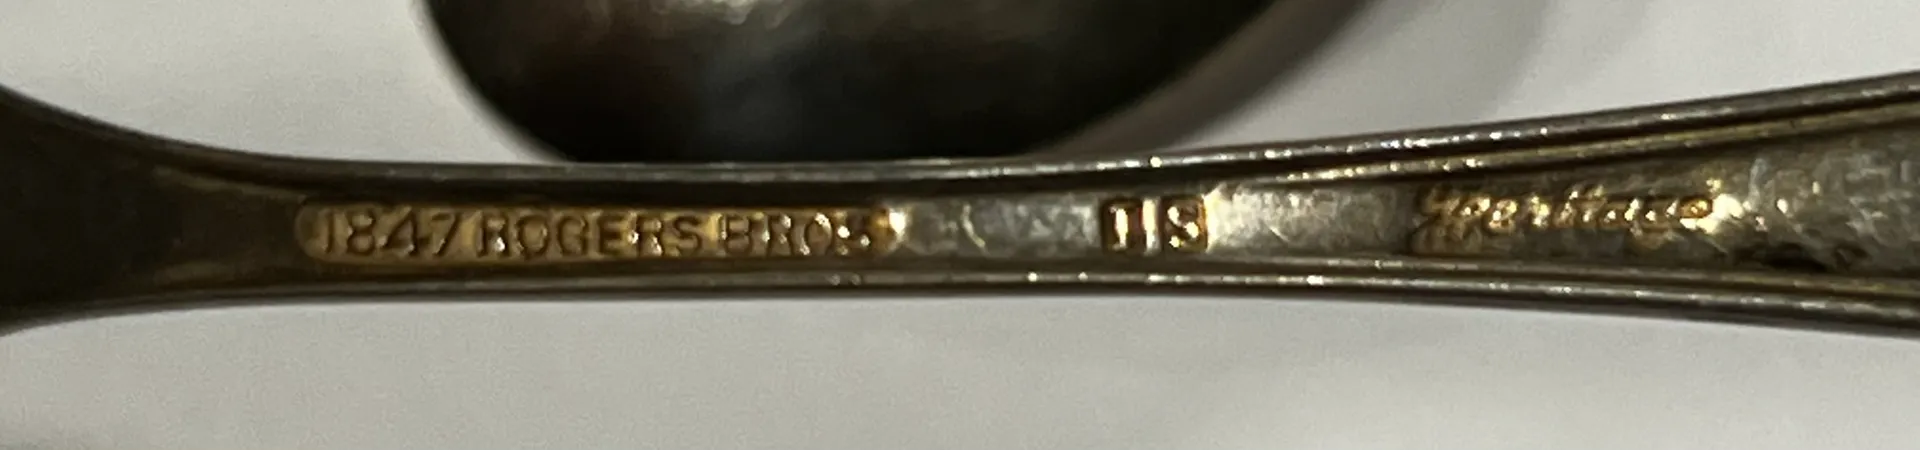 1847 ROGERS BROS IS Heritage